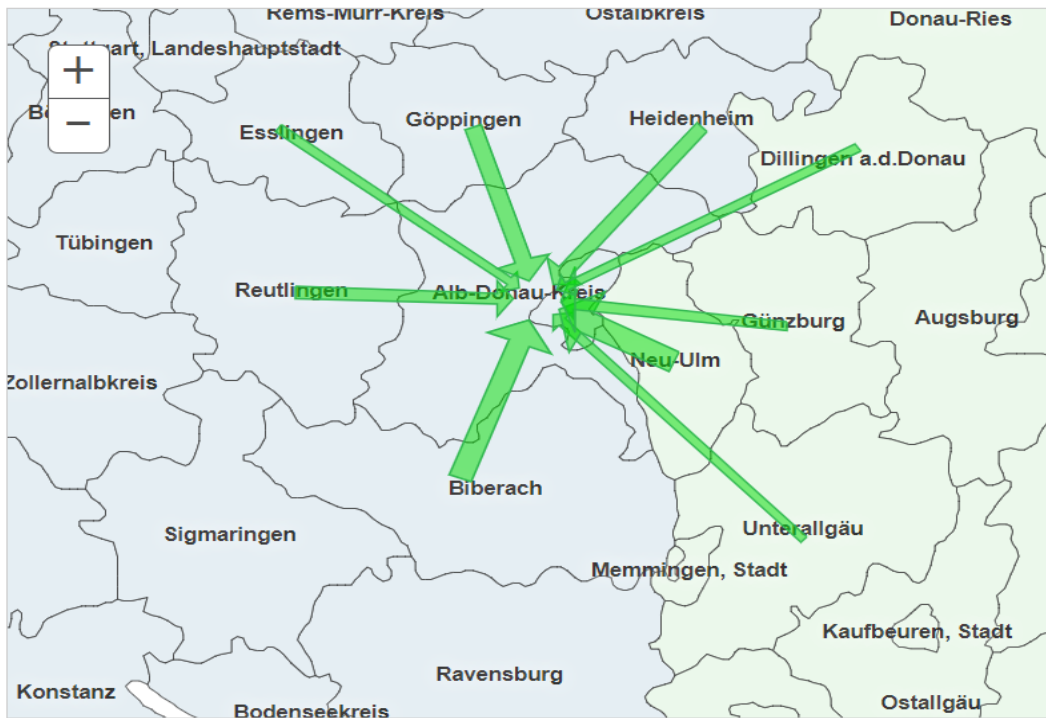 Rems-Murr-Kreis
Ostalbkreis
Donau-Ries
Stuttgart, Landeshauptstadt
+
−
Göppingen
Heidenheim
Esslingen
Dillingen a.d.Donau
Tübingen
Reutlingen
Alb-Donau-Kreis
Günzburg
Augsburg
Neu-Ulm
Zollernalbkreis
Biberach
Sigmaringen
Unterallgäu
Memmingen, Stadt
Kaufbeuren, Stadt
Ravensburg
Konstanz
Ostallgäu
Bodenseekreis